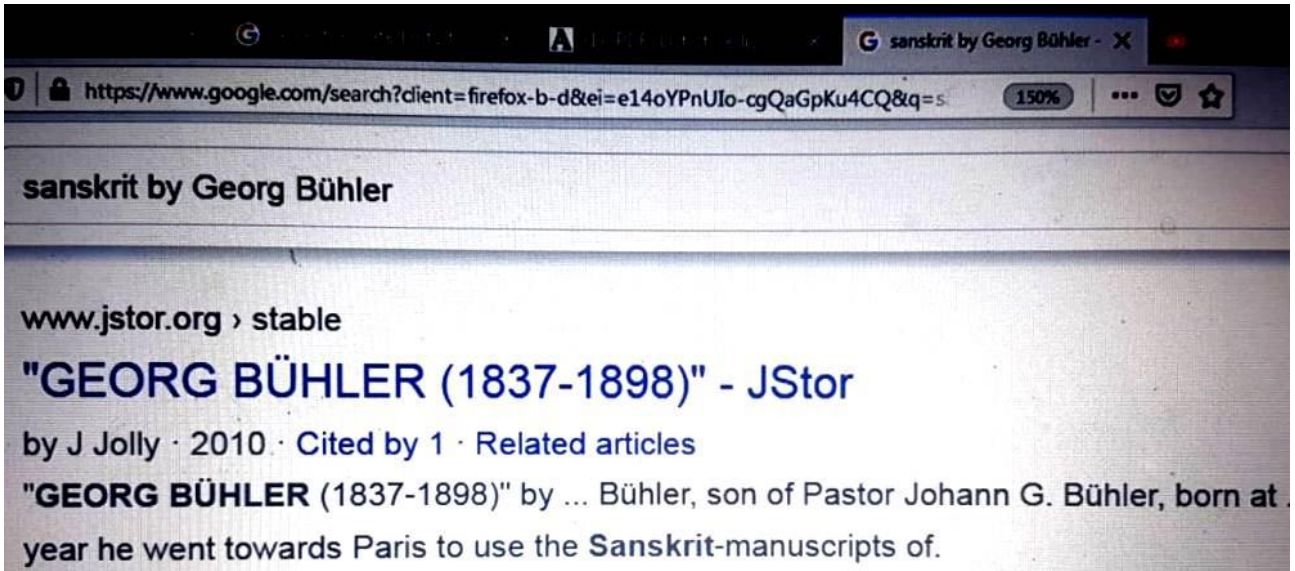 sanskrit by Georg Bühler -
https://www.google.com/search?client=firefox-b-d&ei=e14oYPnUIo-cgQaGpKu4CQ&q=s
150%
sanskrit by Georg Bühler
www.jstor.org › stable
"GEORG BÜHLER (1837-1898)" - JStor
by J Jolly · 2010 · Cited by 1 · Related articles
"GEORG BÜHLER (1837-1898)" by ... Bühler, son of Pastor Johann G. Bühler, born at .
year he went towards Paris to use the Sanskrit-manuscripts of.